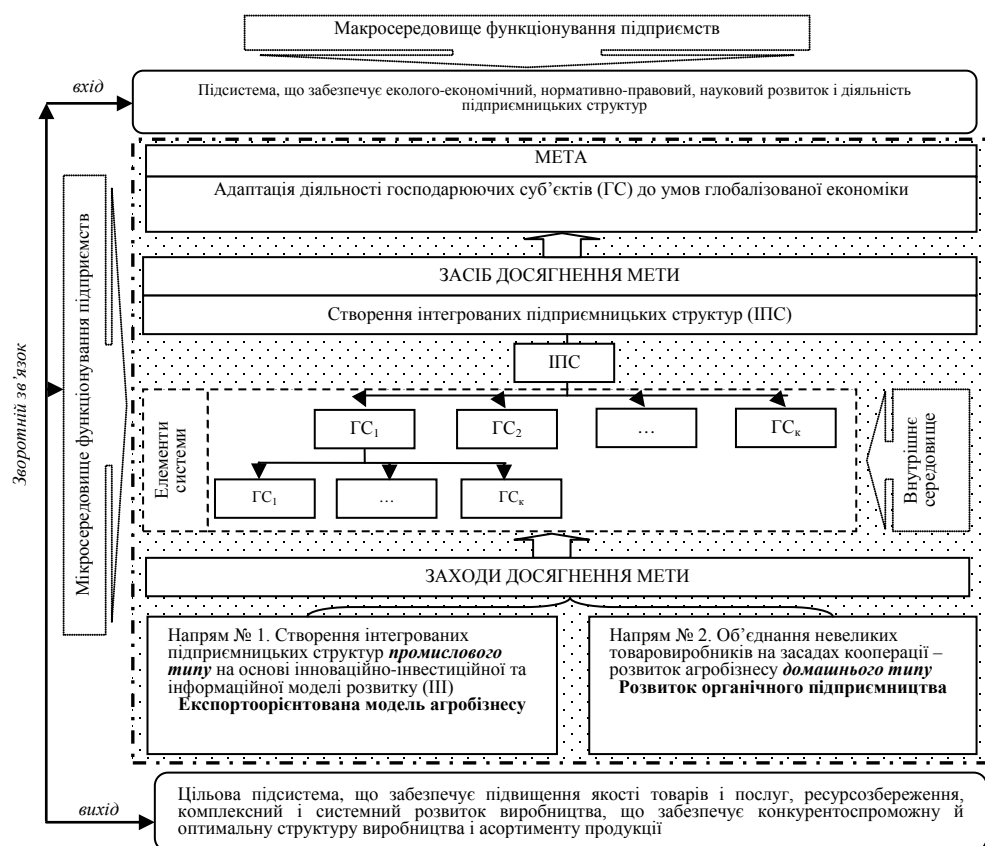 Макросередовище функціонування підприємств
вхід
Підсистема, що забезпечує еколого-економічний, нормативно-правовий, науковий розвиток і діяльність
підприємницьких структур
МЕТА
Адаптація діяльності господарюючих суб’єктів (ГС) до умов глобалізованої економіки
ЗАСІБ ДОСЯГНЕННЯ МЕТИ
Створення інтегрованих підприємницьких структур (ІПС)
ІПС
Зворотній зв’язок
Мікросередовище функціонування підприємств
Елементи
системи
ГС₁
ГС₂
…
ГСк
ГС₁
…
ГСк
Внутрішнє
середовище
ЗАХОДИ ДОСЯГНЕННЯ МЕТИ
Напрям № 1. Створення інтегрованих
підприємницьких структур промислового
типу на основі інноваційно-інвестиційної та
інформаційної моделі розвитку (ІІІ)
Експортоорієнтована модель агробізнесу
Напрям № 2. Об’єднання невеликих
товаровиробників на засадах кооперації –
розвиток агробізнесу домашнього типу
Розвиток органічного підприємництва
вихід
Цільова підсистема, що забезпечує підвищення якості товарів і послуг, ресурсозбереження,
комплексний і системний розвиток виробництва, що забезпечує конкурентоспроможну й
оптимальну структуру виробництва і асортименту продукції